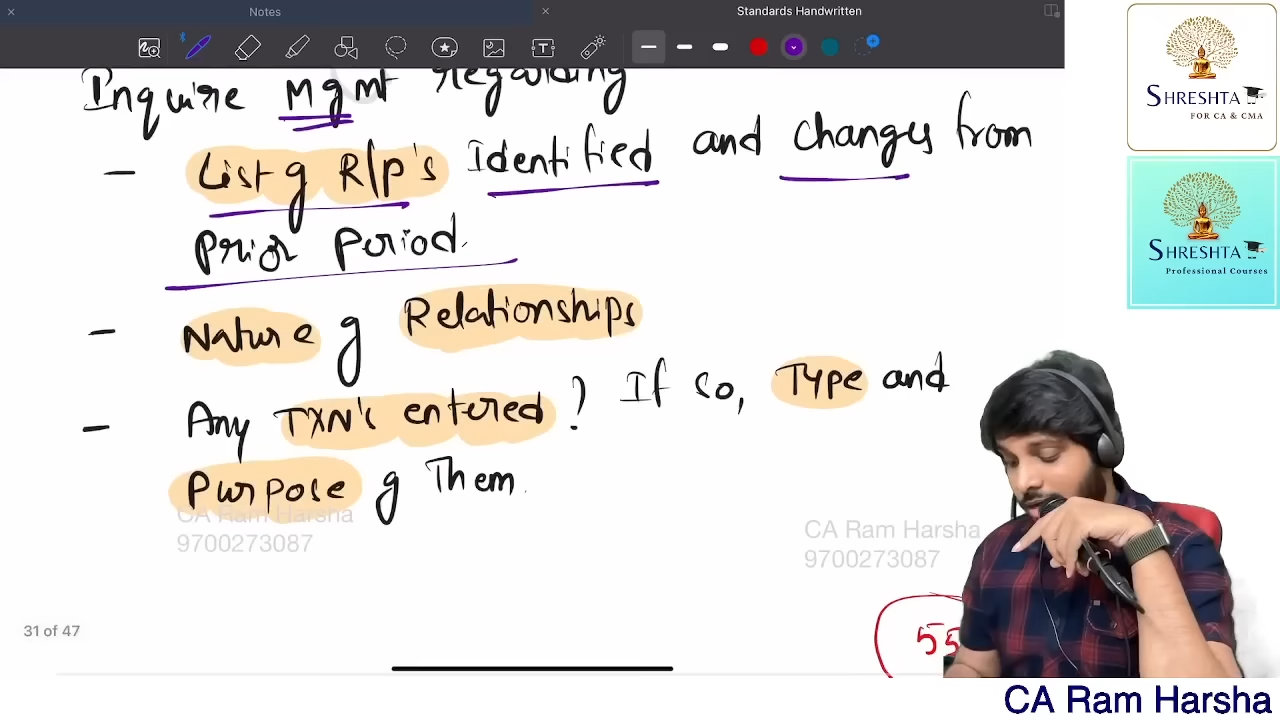 Notes
Standards Handwritten
Inquire Mgmt Regarding
- List of R/p's Identified and changes from
Prior Period.
- Nature of Relationships
- Any TXN's entered? If so, Type and
Purpose of Them.
CA Ram Harsha
9700273087
CA Ram Harsha
9700273087
31 of 47
55
SHRESHTA
FOR CA & CMA
SHRESHTA
Professional Courses
CA Ram Harsha